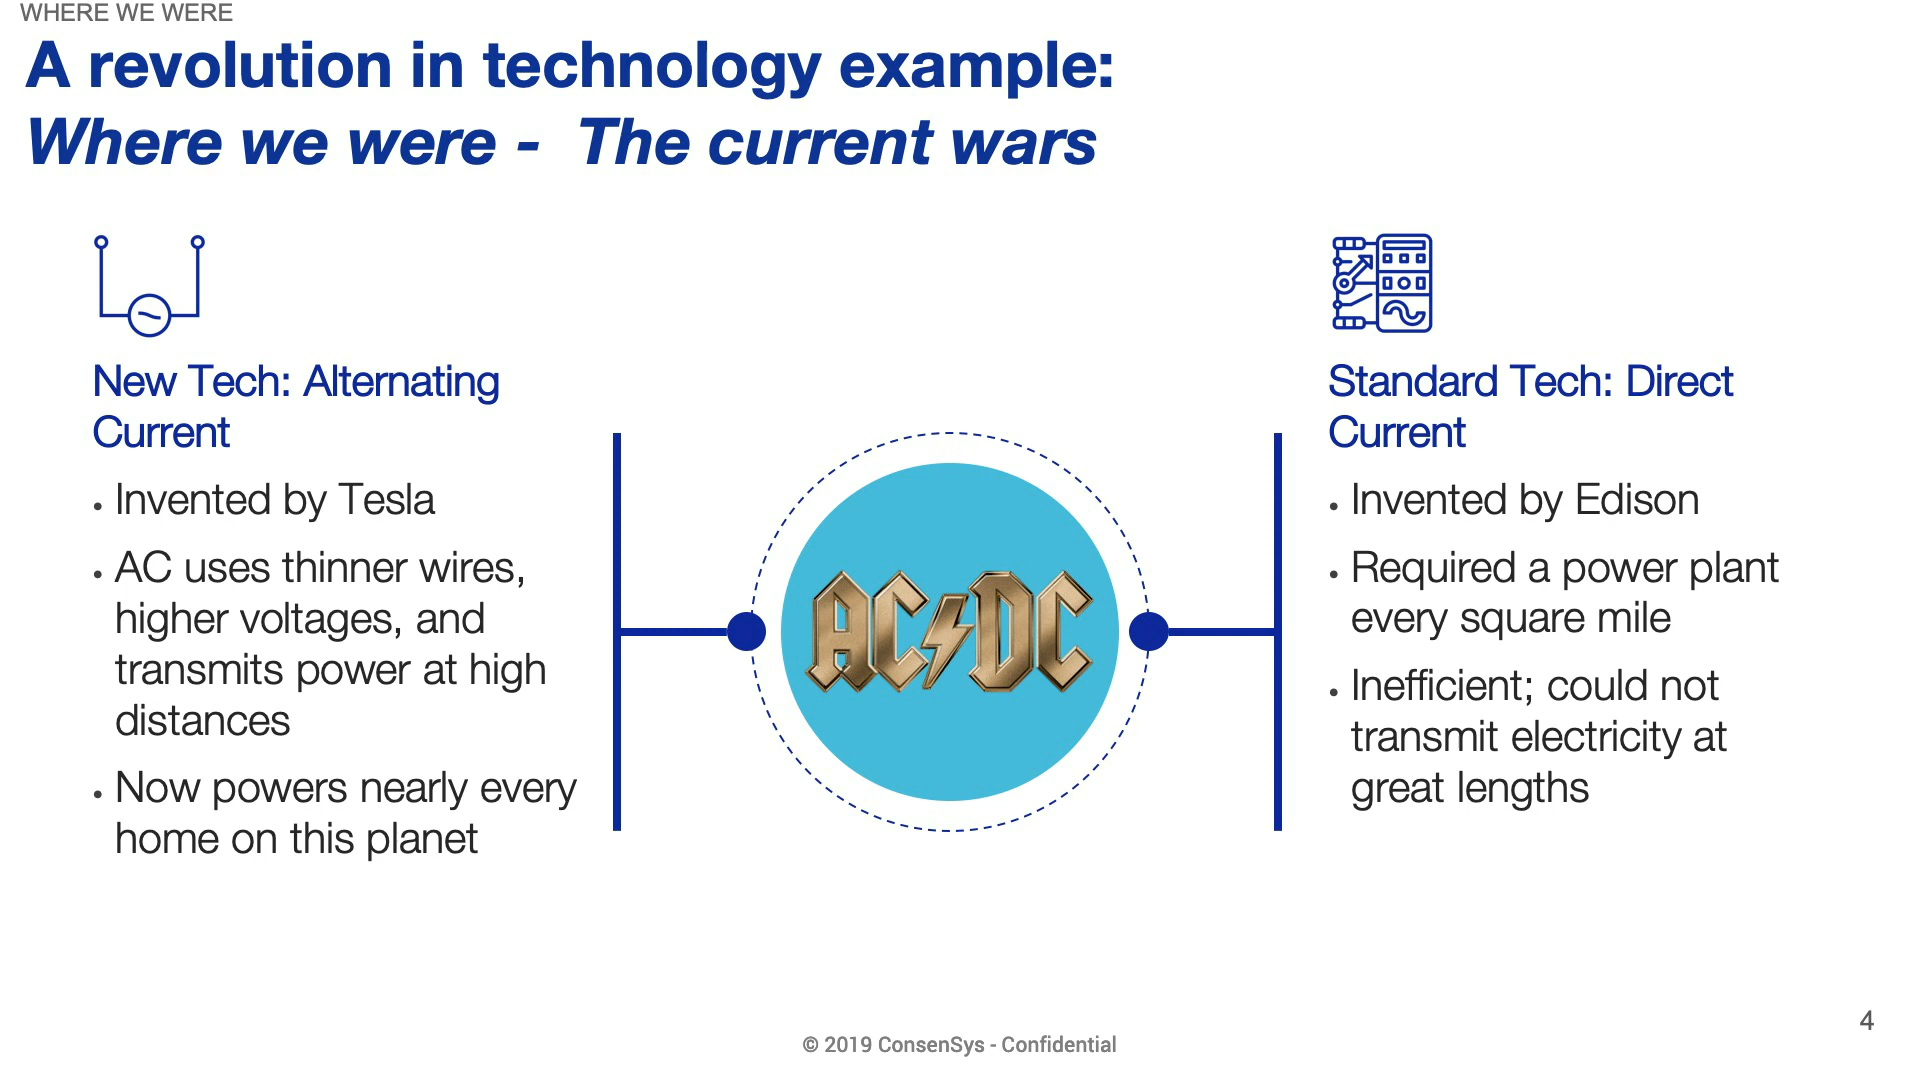 WHERE WE WERE
A revolution in technology example:
Where we were - The current wars
New Tech: Alternating
Current
• Invented by Tesla
• AC uses thinner wires,
higher voltages, and
transmits power at high
distances
• Now powers nearly every
home on this planet
AC⚡DC
Standard Tech: Direct
Current
• Invented by Edison
• Required a power plant
every square mile
• Inefficient; could not
transmit electricity at
great lengths
4
© 2019 ConsenSys - Confidential